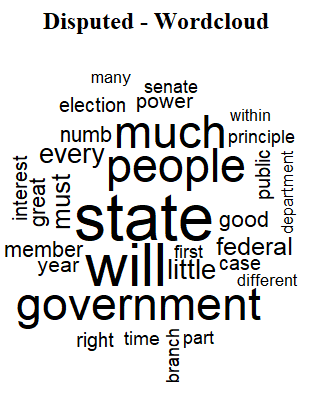 Disputed - Wordcloud
many
senate
election
power
within
numb
much
principle
every
people
public
department
interest
great
must
state
good
member
will
first
federal
year
little
case
different
government
right
time
branch
part